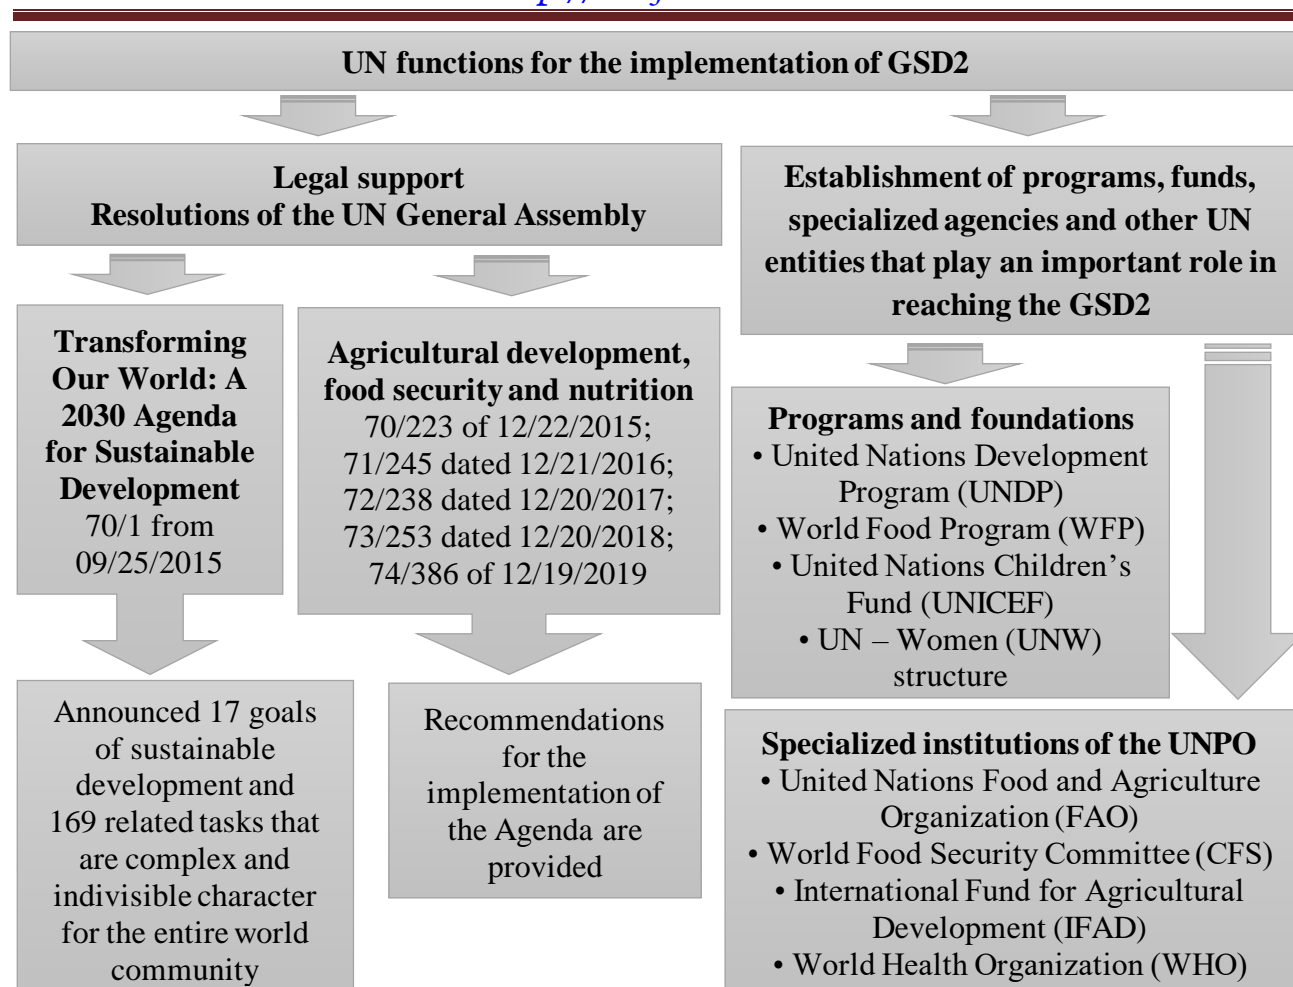 UN functions for the implementation of GSD2
Legal support
Resolutions of the UN General Assembly
Establishment of programs, funds,
specialized agencies and other UN
entities that play an important role in
reaching the GSD2
Transforming
Our World: A
2030 Agenda
for Sustainable
Development
70/1 from
09/25/2015
Agricultural development,
food security and nutrition
70/223 of 12/22/2015;
71/245 dated 12/21/2016;
72/238 dated 12/20/2017;
73/253 dated 12/20/2018;
74/386 of 12/19/2019
Programs and foundations
• United Nations Development
Program (UNDP)
• World Food Program (WFP)
• United Nations Children’s
Fund (UNICEF)
• UN – Women (UNW)
structure
Announced 17 goals
of sustainable
development and
169 related tasks that
are complex and
indivisible character
for the entire world
community
Recommendations
for the
implementation of
the Agenda are
provided
Specialized institutions of the UNPO
• United Nations Food and Agriculture
Organization (FAO)
• World Food Security Committee (CFS)
• International Fund for Agricultural
Development (IFAD)
• World Health Organization (WHO)